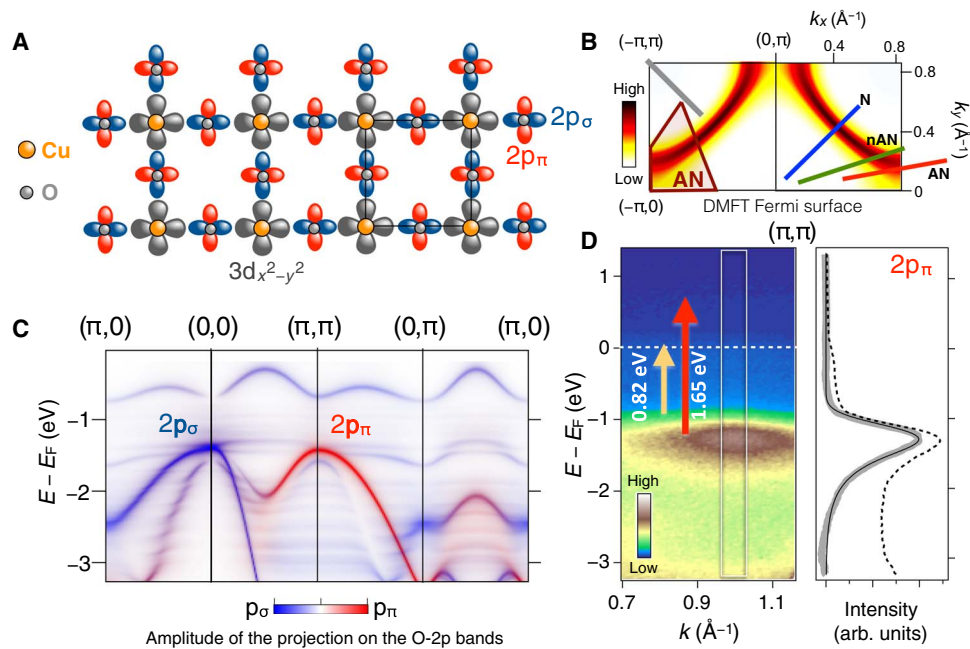 A
Cu
O
2pσ
2pπ
3dx²−y²
B
kx (Å−1)
(−π,π)
(0,π)
0.4
0.8
High
Low
N
nAN
AN
AN
0.8
0.4
0
ky (Å−1)
(−π,0)
DMFT Fermi surface
(π,π)
C
(π,0)
(0,0)
(π,π)
(0,π)
(π,0)
E − EF (eV)
−1
−2
−3
2pσ
2pπ
pσ
pπ
Amplitude of the projection on the O-2p bands
D
E − EF (eV)
1
0
−1
−2
−3
0.82 eV
1.65 eV
High
Low
0.7
1.1
k (Å−1)
2pπ
Intensity
(arb. units)